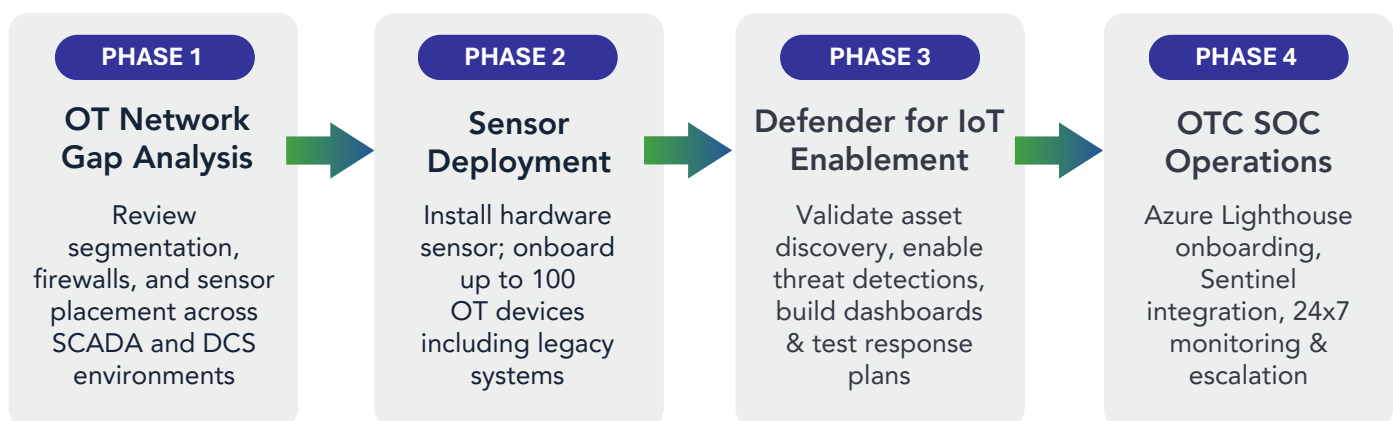 PHASE 1
OT Network
Gap Analysis
Review
segmentation,
firewalls, and sensor
placement across
SCADA and DCS
environments
PHASE 2
Sensor
Deployment
Install hardware
sensor; onboard
up to 100
OT devices
including legacy
systems
PHASE 3
Defender for IoT
Enablement
Validate asset
discovery, enable
threat detections,
build dashboards
& test response
plans
PHASE 4
OTC SOC
Operations
Azure Lighthouse
onboarding,
Sentinel
integration, 24x7
monitoring &
escalation